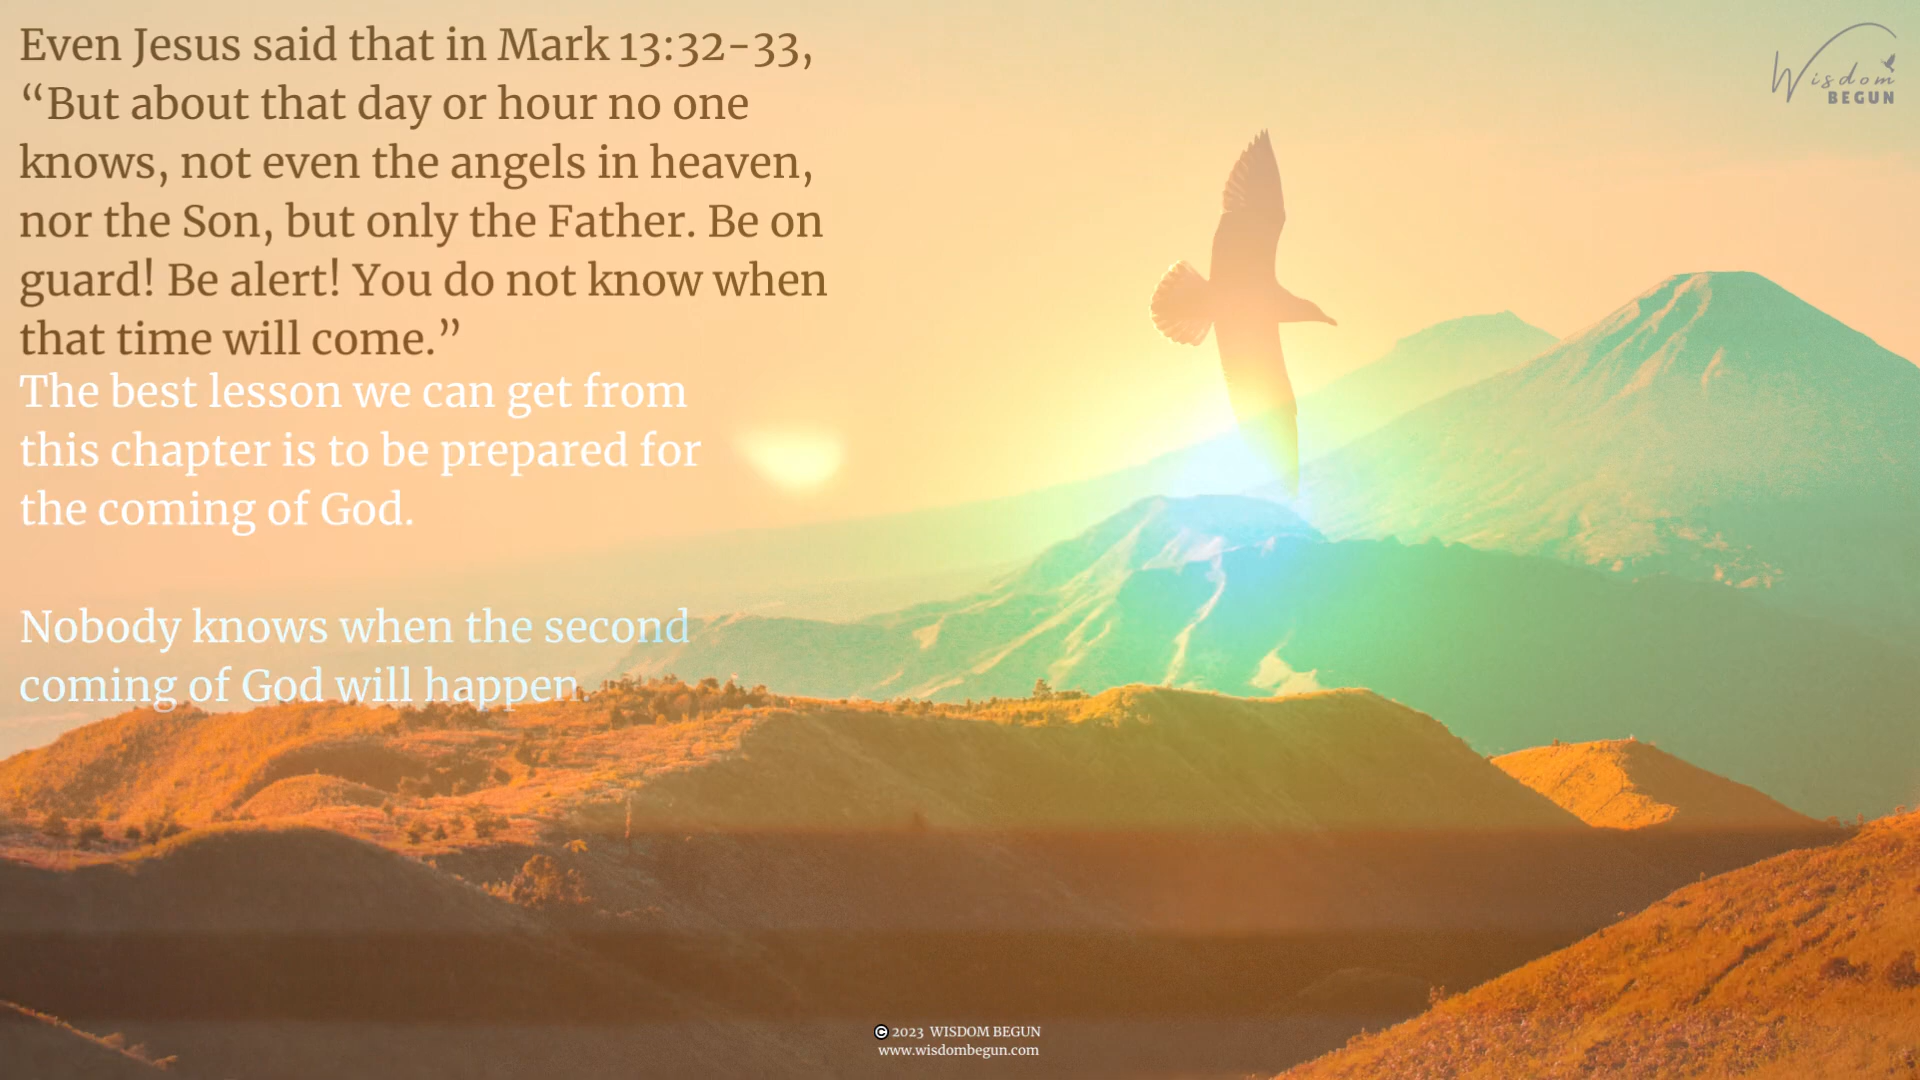 Even Jesus said that in Mark 13:32-33,
“But about that day or hour no one
knows, not even the angels in heaven,
nor the Son, but only the Father. Be on
guard! Be alert! You do not know when
that time will come.”
The best lesson we can get from
this chapter is to be prepared for
the coming of God.
Nobody knows when the second
coming of God will happen.
Wisdom
BEGUN
© 2023 WISDOM BEGUN
www.wisdombegun.com